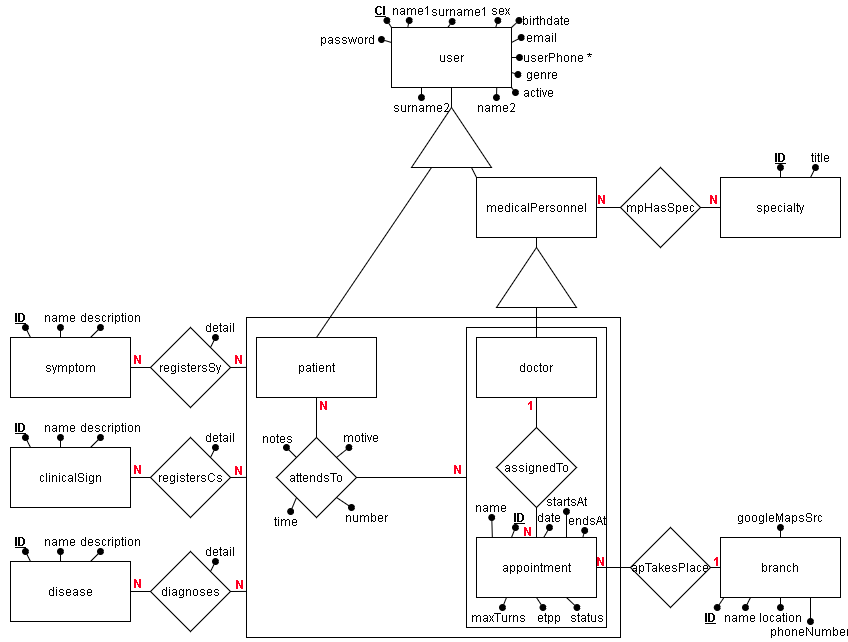 CI name1 surname1 sex
birthdate
password
email
user
userPhone *
genre
active
surname2 name2
ID title
medicalPersonnel N mpHasSpec N specialty
ID name description
detail
symptom N registersSy N
patient
doctor
N
1
ID name description
detail
notes motive
clinicalSign N registersCs N
attendsTo N
assignedTo
time number
name ID date startsAt
endsAt
N
googleMapsSrc
ID name description
detail
appointment N apTakesPlace 1 branch
disease N diagnoses N
maxTurns etpp status
ID name location
phoneNumber